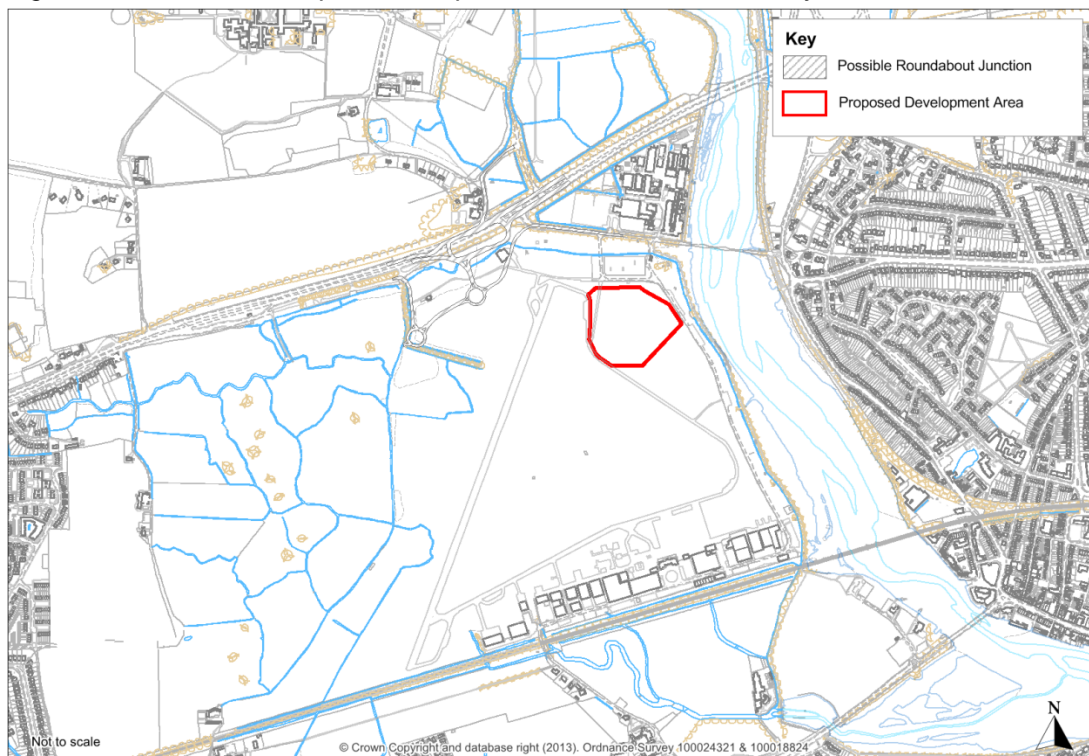 Key
Possible Roundabout Junction
Proposed Development Area
N
Not to scale
© Crown Copyright and database right (2013). Ordnance Survey 100024321 & 100018824